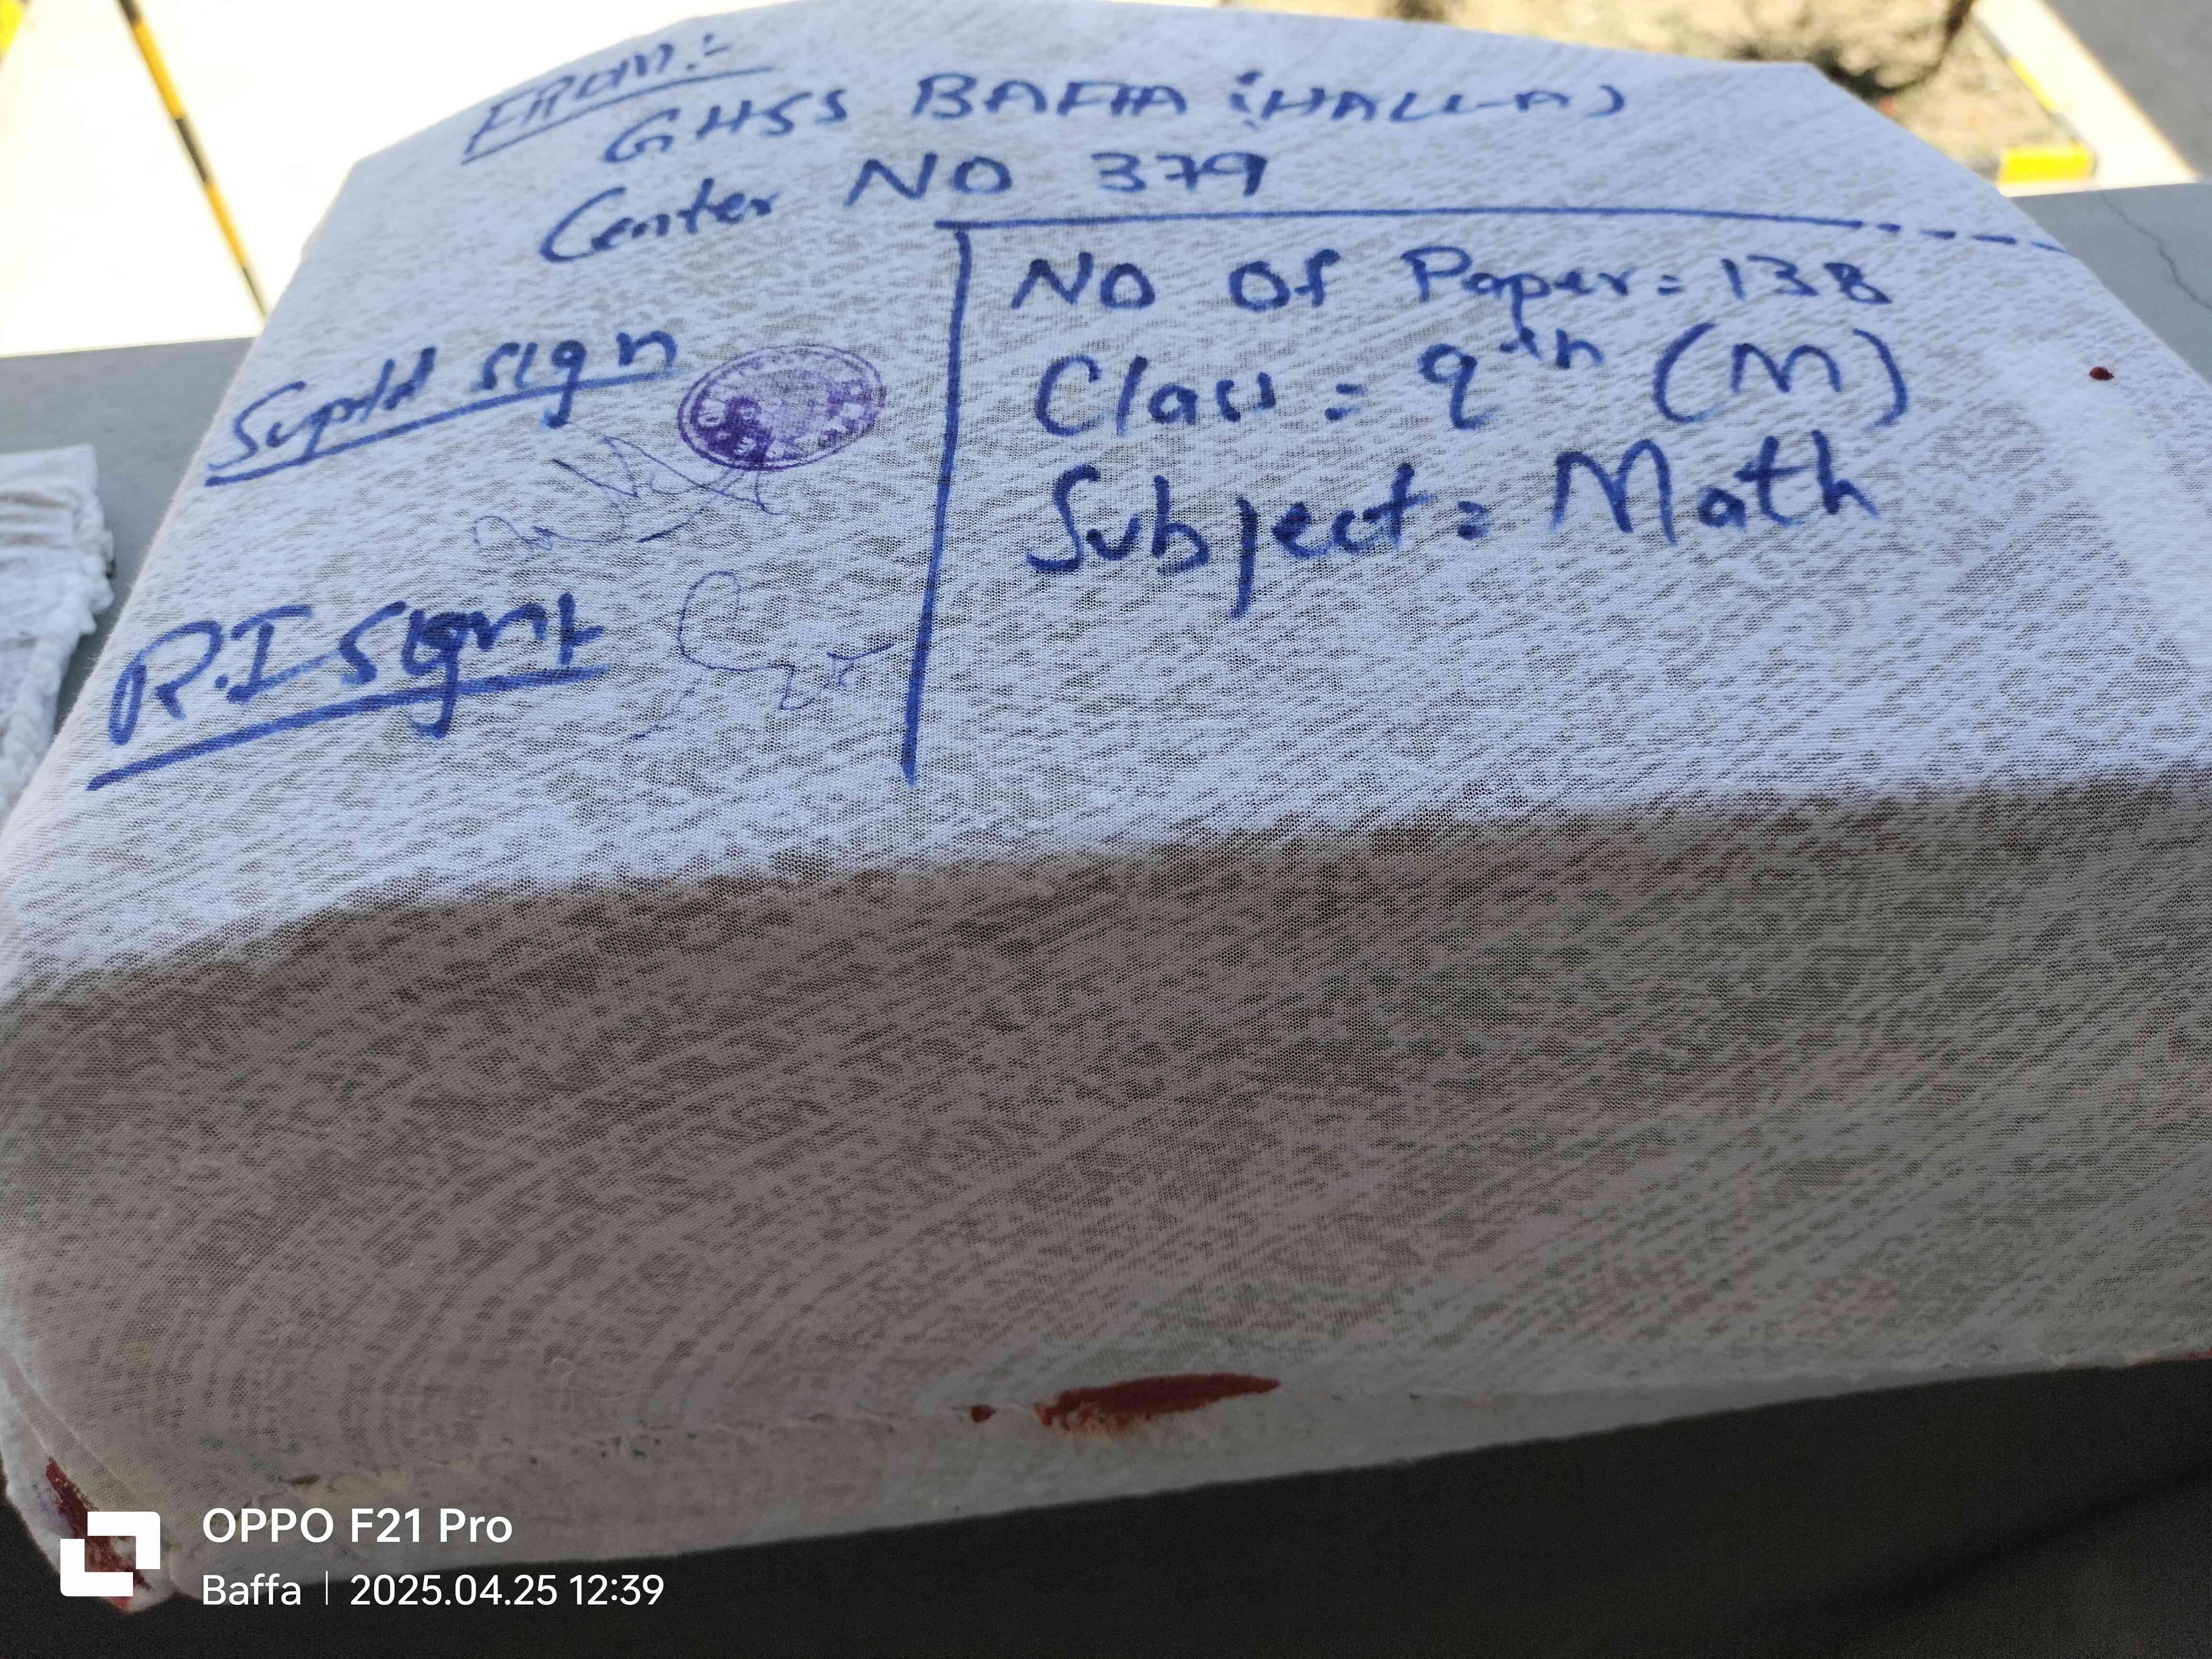 FROM:-
GHSS BAFFA (HALL-A)
Center NO 379
NO Of Paper = 138
Class = 9th (M)
Subject = Math
Suptd sign
R.I sign
OPPO F21 Pro
Baffa | 2025.04.25 12:39